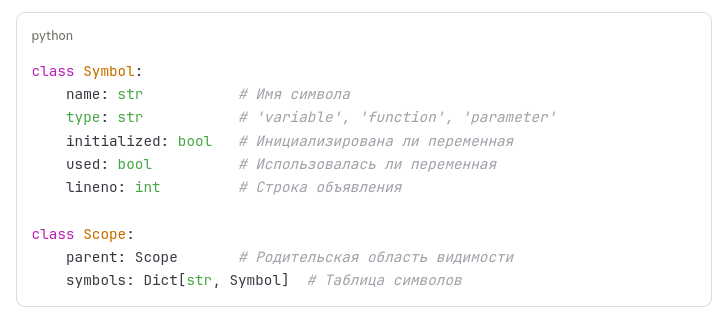 python
class Symbol:
    name: str               # Имя символа
    type: str               # 'variable', 'function', 'parameter'
    initialized: bool   # Инициализирована ли переменная
    used: bool          # Использовалась ли переменная
    lineno: int         # Строка объявления

class Scope:
    parent: Scope       # Родительская область видимости
    symbols: Dict[str, Symbol]  # Таблица символов